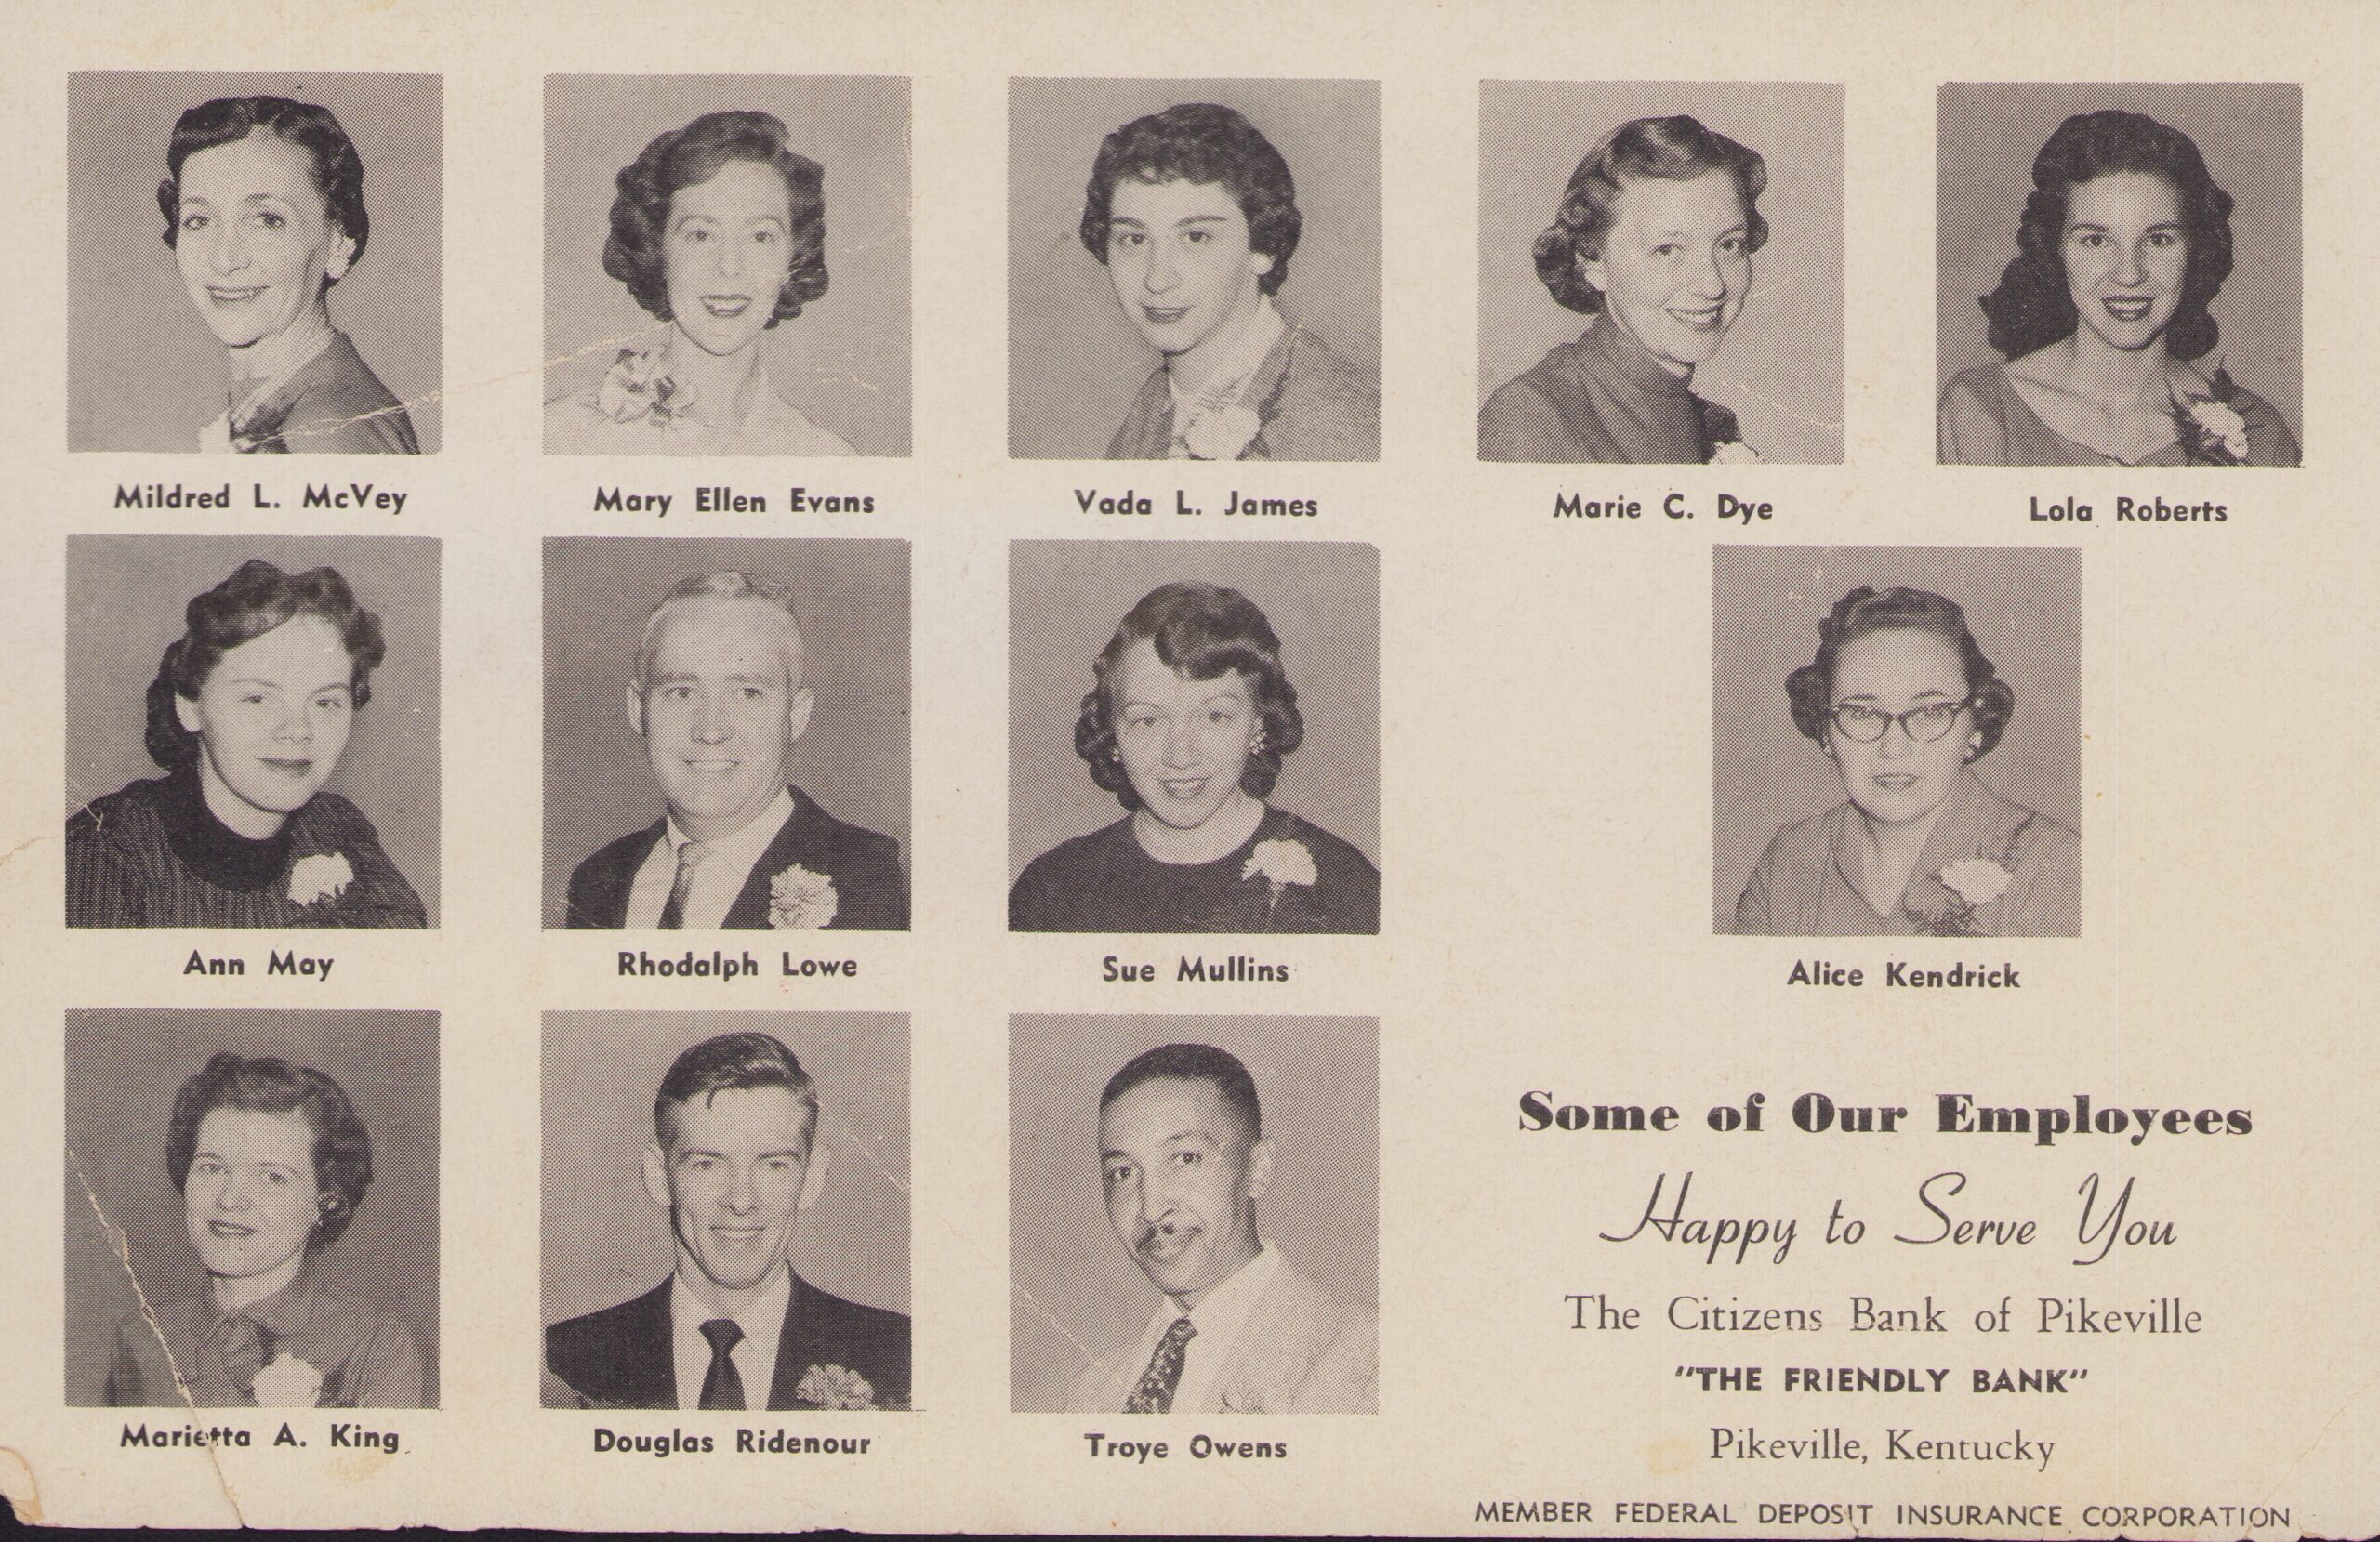 Mildred L. McVey
Mary Ellen Evans
Vada L. James
Marie C. Dye
Lola Roberts
Ann May
Rhodalph Lowe
Sue Mullins
Alice Kendrick
Marietta A. King
Douglas Ridenour
Troye Owens
Some of Our Employees
Happy to Serve You
The Citizens Bank of Pikeville
"THE FRIENDLY BANK"
Pikeville, Kentucky
MEMBER FEDERAL DEPOSIT INSURANCE CORPORATION